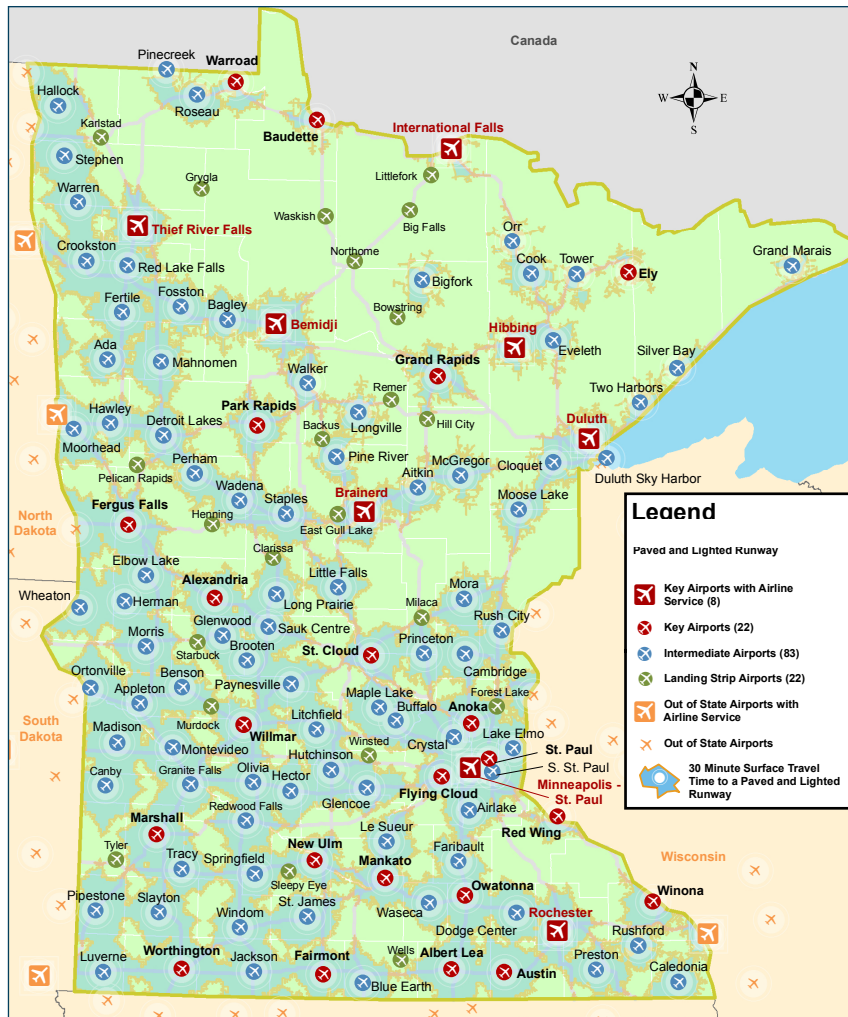 Canada
Pinecreek
Warroad
N
W E
S
Hallock
Roseau
Karlstad
Baudette
International Falls
Stephen
Littlefork
Grygla
Warren
Waskish
Big Falls
Thief River Falls
Orr
Northome
Crookston
Cook
Tower
Grand Marais
Red Lake Falls
Ely
Bigfork
Fertile
Fosston
Bagley
Bowstring
Bemidji
Hibbing
Ada
Eveleth
Silver Bay
Mahnomen
Grand Rapids
Walker
Remer
Two Harbors
Park Rapids
Hawley
Detroit Lakes
Backus
Longville
Hill City
Duluth
Moorhead
Pine River
McGregor
Cloquet
Perham
Aitkin
Duluth Sky Harbor
Pelican Rapids
Wadena
Moose Lake
Staples
Brainerd
Fergus Falls
North
Dakota
Henning
East Gull Lake
Clarissa
Elbow Lake
Little Falls
Alexandria
Mora
Wheaton
Herman
Long Prairie
Milaca
Rush City
Glenwood
Sauk Centre
Morris
Princeton
Starbuck
Brooten
St. Cloud
Cambridge
Ortonville
Benson
Paynesville
Appleton
Maple Lake
Forest Lake
Buffalo
Anoka
South
Dakota
Murdock
Litchfield
Madison
Willmar
Crystal
Lake Elmo
Montevideo
Winsted
St. Paul
Hutchinson
S. St. Paul
Canby
Granite Falls
Olivia
Hector
Flying Cloud
Minneapolis -
St. Paul
Glencoe
Airlake
Redwood Falls
Marshall
Le Sueur
Red Wing
Tyler
New Ulm
Faribault
Tracy
Springfield
Mankato
Wisconsin
Sleepy Eye
Owatonna
Winona
Pipestone
Slayton
St. James
Waseca
Rochester
Windom
Dodge Center
Rushford
Wells
Luverne
Worthington
Jackson
Fairmont
Albert Lea
Preston
Austin
Caledonia
Blue Earth
Legend
Paved and Lighted Runway
Key Airports with Airline
Service (8)
Key Airports (22)
Intermediate Airports (83)
Landing Strip Airports (22)
Out of State Airports with
Airline Service
Out of State Airports
30 Minute Surface Travel
Time to a Paved and Lighted
Runway